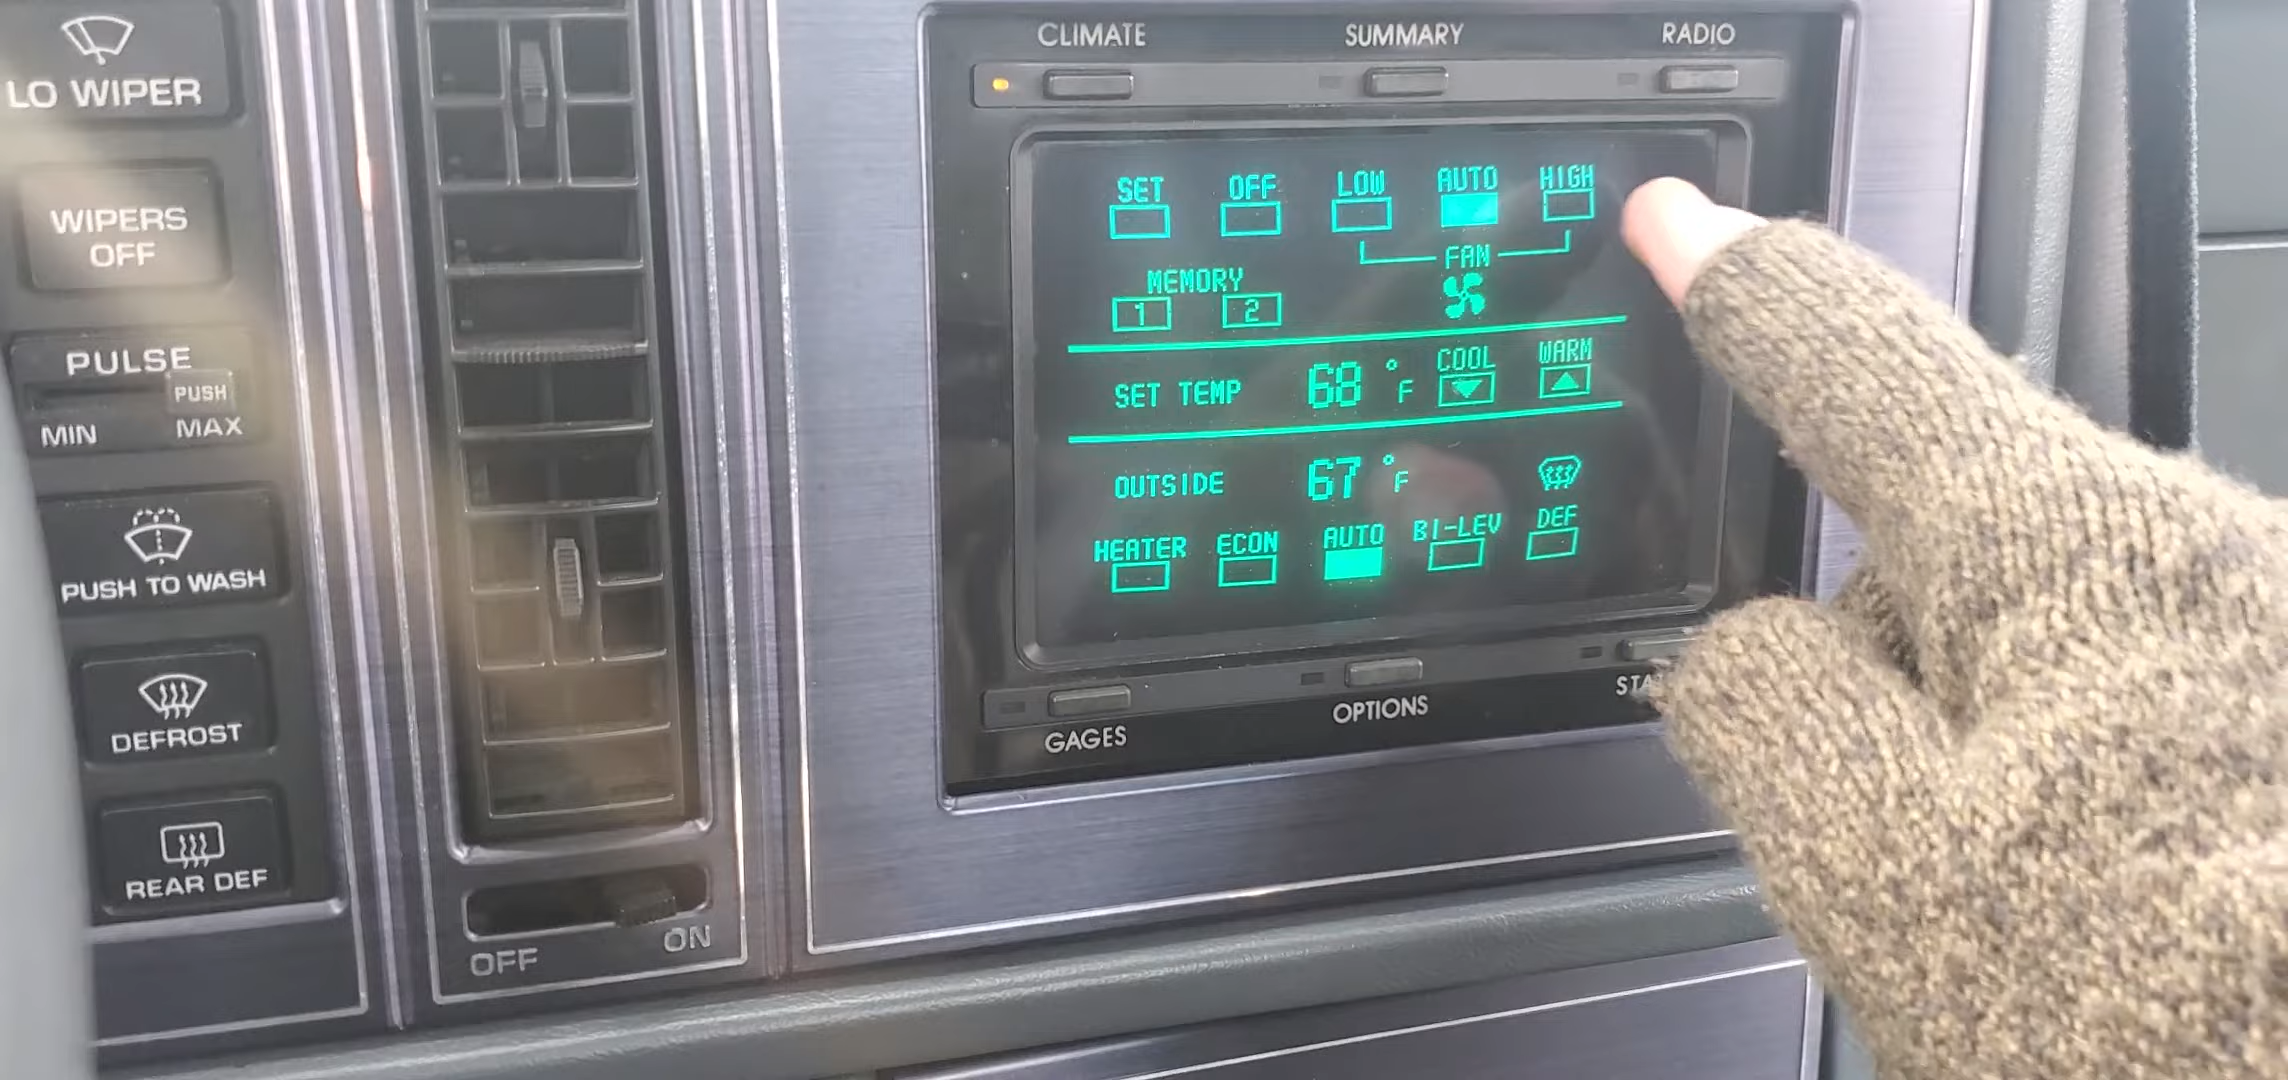 LO WIPER
WIPERS
OFF
PULSE
PUSH
MIN MAX
PUSH TO WASH
DEFROST
REAR DEF
OFF ON
CLIMATE SUMMARY RADIO
SET OFF LOW AUTO HIGH
FAN
MEMORY
1 2
SET TEMP 68 °F COOL WARM
OUTSIDE 67 °F
HEATER ECON AUTO BI-LEV DEF
GAGES OPTIONS